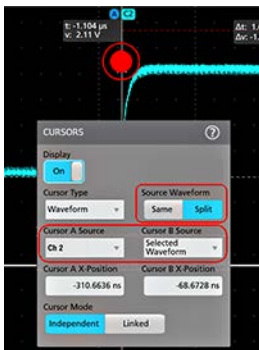 A C2
t: -1.104 µs
v: 2.11 V
Δt: 1.0
Δv: -1.
CURSORS
?
Display
On
Cursor Type
Source Waveform
Waveform
Same Split
Cursor A Source
Cursor B Source
Ch 2
Selected
Waveform
Cursor A X-Position
Cursor B X-Position
-310.6636 ns
-68.6728 ns
Cursor Mode
Independent Linked